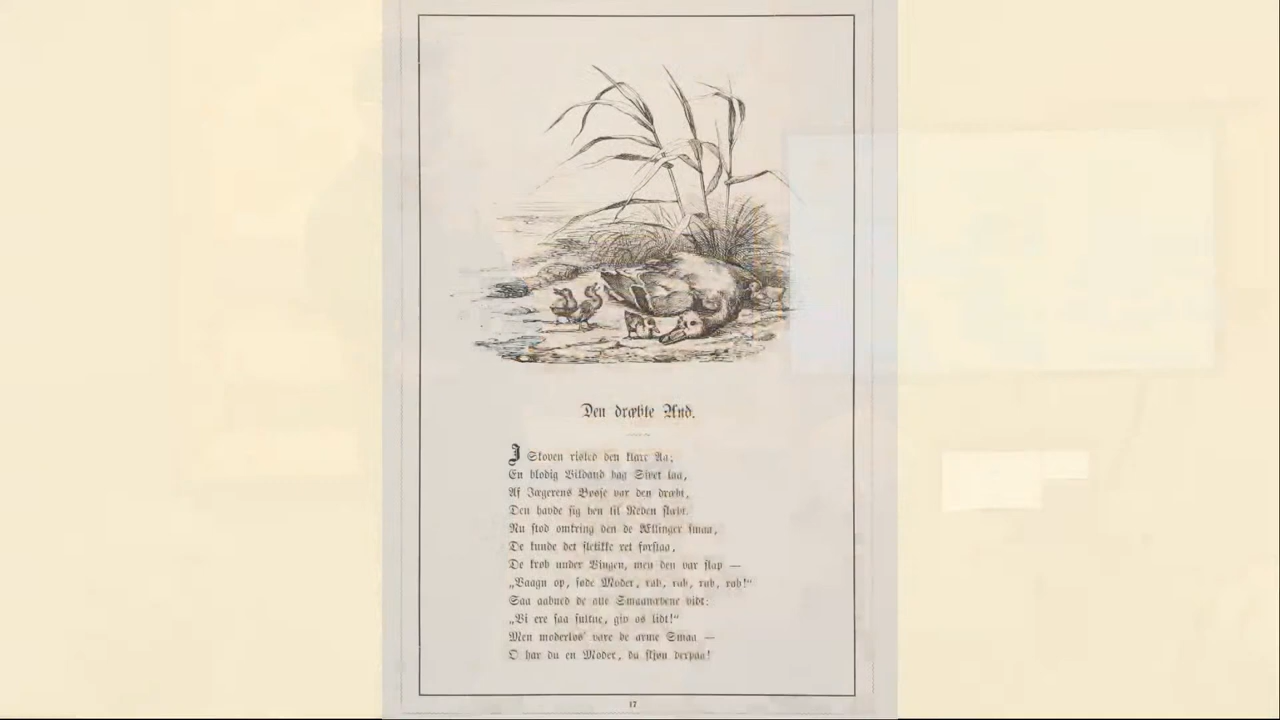 Den dræbte And.
I Skoven risled den klare Aa;
En blodig Vildand bag Sivet laa,
Af Jægerens Bøsse var den dræbt,
Den havde sig hen til Reden slæbt.
Nu stod omkring den de Ællinger smaa,
De kunde det sletikke ret forstaa,
De krøb under Vingen, men den var slap —
„Vaagn op, søde Moder, rab, rab, rab, rab!“
Saa aabned de alle Smaanæbene vidt:
„Vi ere saa sultne, giv os lidt!“
Men moderløs' vare de arme Smaa —
O har du en Moder, da skjøn derpaa!
17